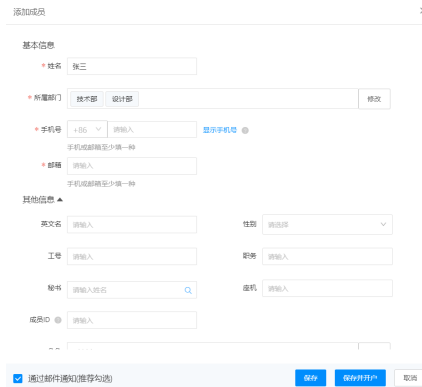 添加成员
基本信息
* 姓名 张三
* 所属部门 技术部 设计部 修改
* 手机号 +86 请输入 显示手机号
手机或邮箱至少填一种
* 邮箱 请输入
手机或邮箱至少填一种
其他信息
英文名 请输入 性别 请选择
工号 请输入 职务 请输入
秘书 请输入姓名 座机 请输入
成员ID 请输入
通过邮件通知(推荐勾选) 保存 保存并开户 取消